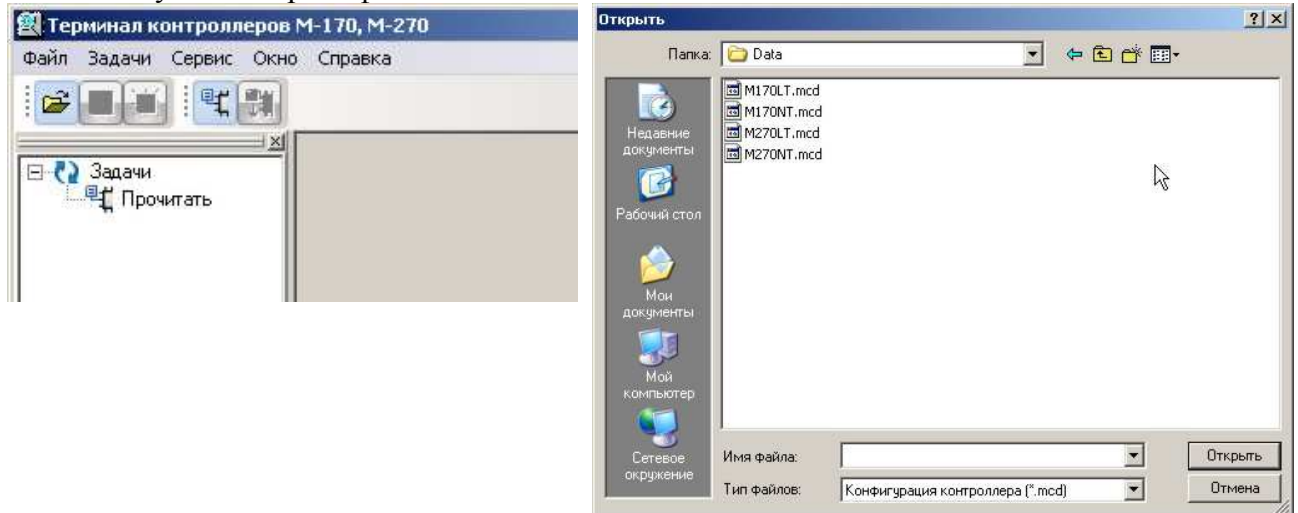 Терминал контроллеров М-170, М-270
Файл Задачи Сервис Окно Справка
Задачи
Прочитать
Открыть
Папка: Data
M170LT.mcd
M170NT.mcd
M270LT.mcd
M270NT.mcd
Недавние
документы
Рабочий стол
Мои
документы
Мой
компьютер
Сетевое
окружение
Имя файла:
Открыть
Тип файлов: Конфигурация контроллера (*.mcd)
Отмена